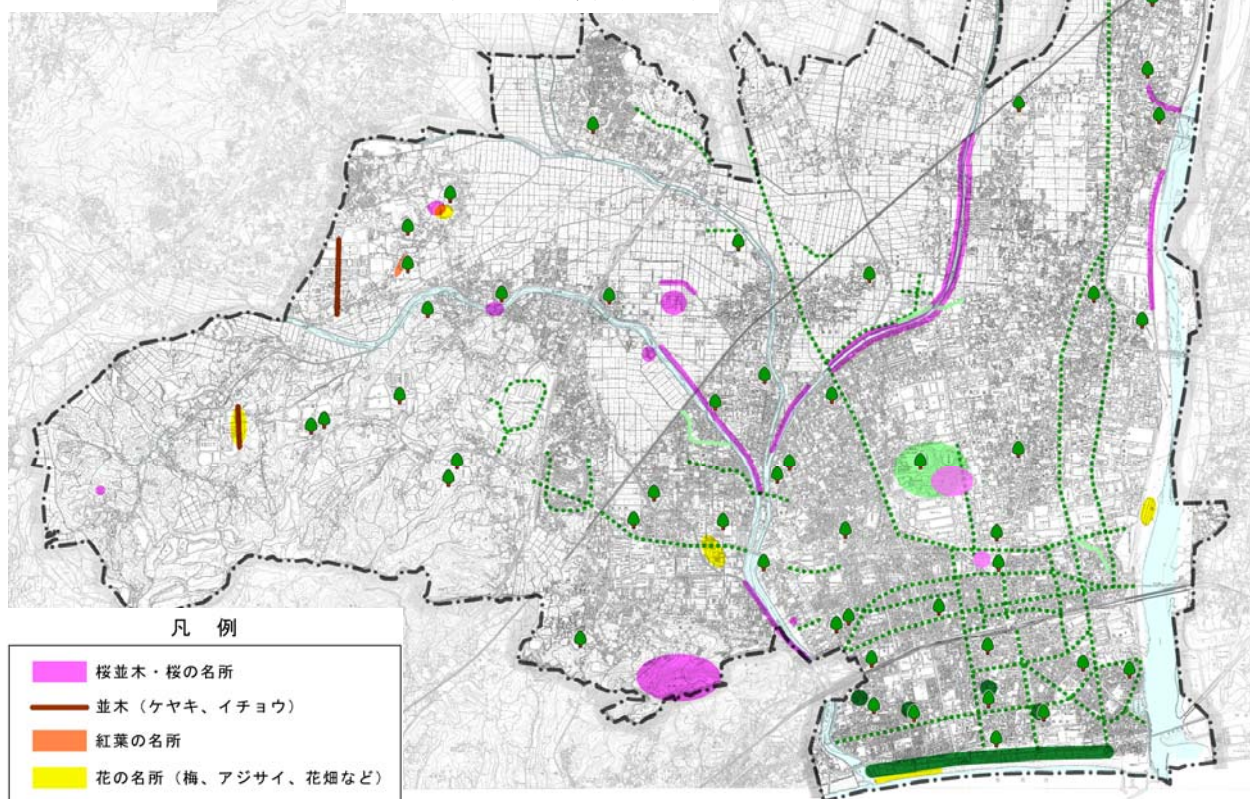 凡 例
桜並木・桜の名所
並木（ケヤキ、イチョウ）
紅葉の名所
花の名所（梅、アジサイ、花畑など）